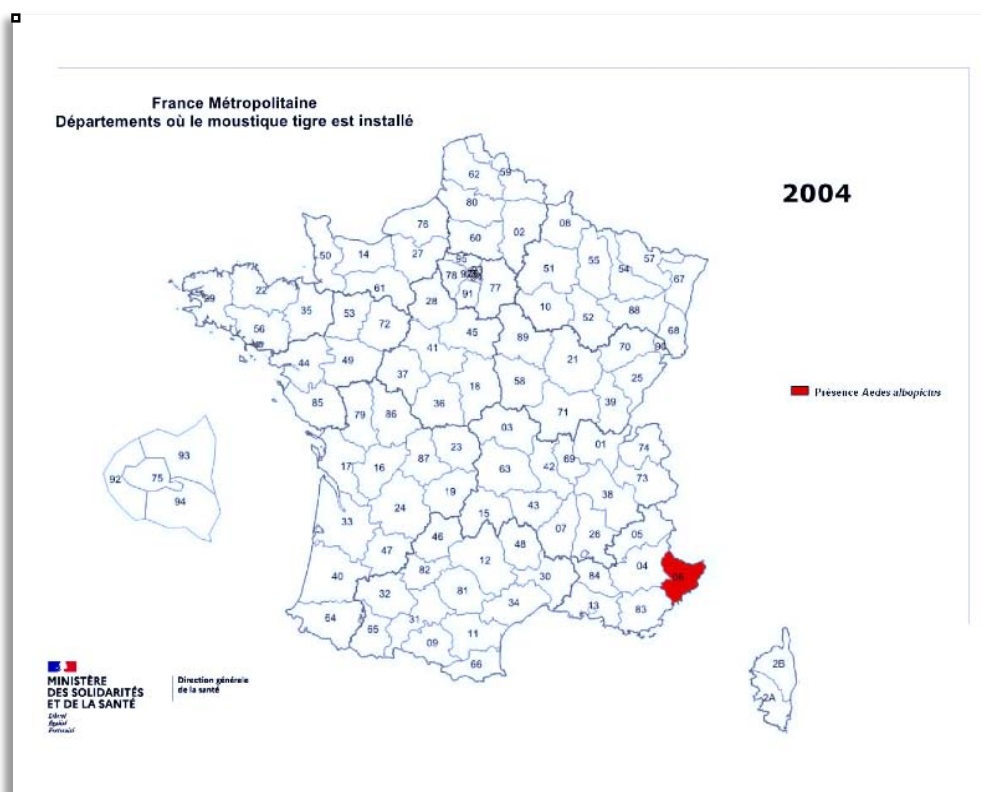 France Métropolitaine
Départements où le moustique tigre est installé
2004
62 59
80
76 60 02 08
50 14 27 95 51 55 54 57 67
78 77
29 22 61 28 91 10 52 88 68
35 53 72 45 89 70
56 41 21 25
44 49 37 18 58 39
85 79 86 36 71
03 01 74
17 16 87 23 63 42 69 73
19 38
33 24 15 43 07 26 05
47 46 12 48 04
40 82 30 84 06
32 81 34 13 83
64 65 31 09 11
66
2B
2A
93
92 75
94
Présence Aedes albopictus
MINISTÈRE
DES SOLIDARITÉS
ET DE LA SANTÉ
Liberté
Égalité
Fraternité
Direction générale
de la santé